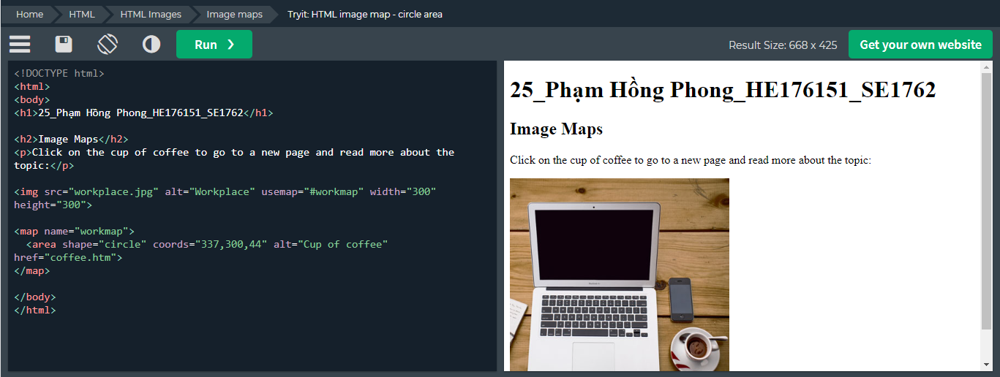 Home HTML HTML Images Image maps Tryit: HTML image map - circle area
Run ❯ Result Size: 668 x 425 Get your own website
<!DOCTYPE html>
<html>
<body>
<h1>25_Phạm Hồng Phong_HE176151_SE1762</h1>
<h2>Image Maps</h2>
<p>Click on the cup of coffee to go to a new page and read more about the
topic:</p>
<img src="workplace.jpg" alt="Workplace" usemap="#workmap" width="300"
height="300">
<map name="workmap">
<area shape="circle" coords="337,300,44" alt="Cup of coffee"
href="coffee.htm">
</map>
</body>
</html>
25_Phạm Hồng Phong_HE176151_SE1762
Image Maps
Click on the cup of coffee to go to a new page and read more about the topic: